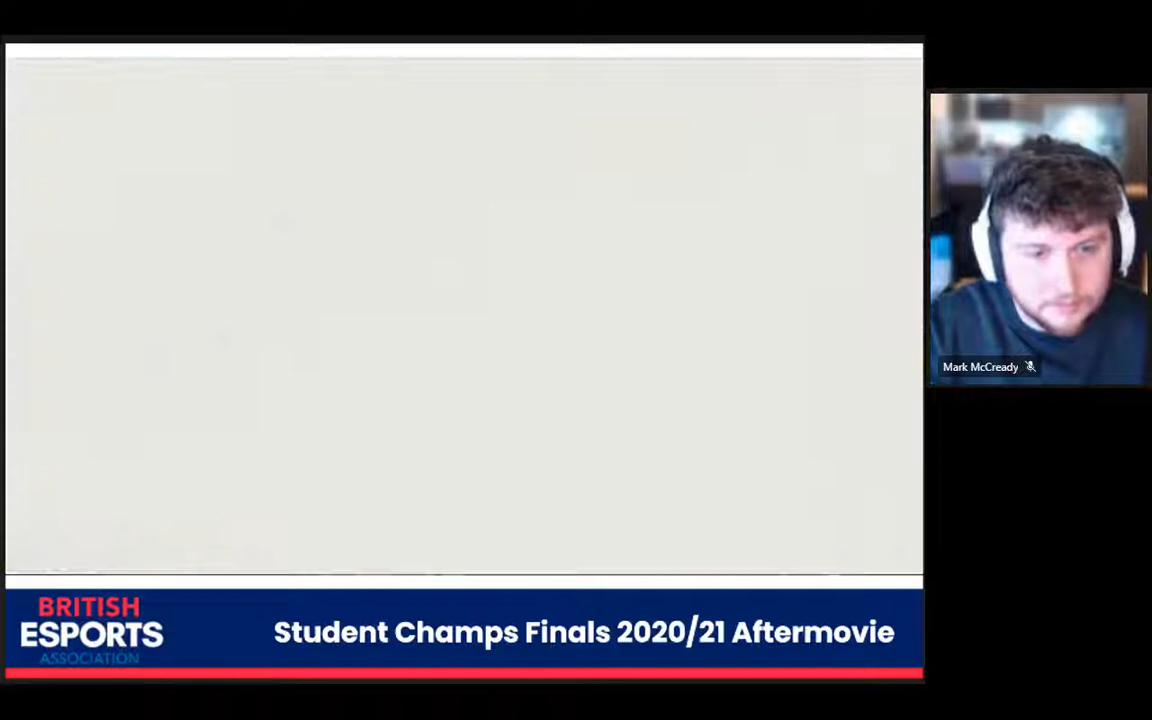 Mark McCready
BRITISH
ESPORTS
ASSOCIATION
Student Champs Finals 2020/21 Aftermovie